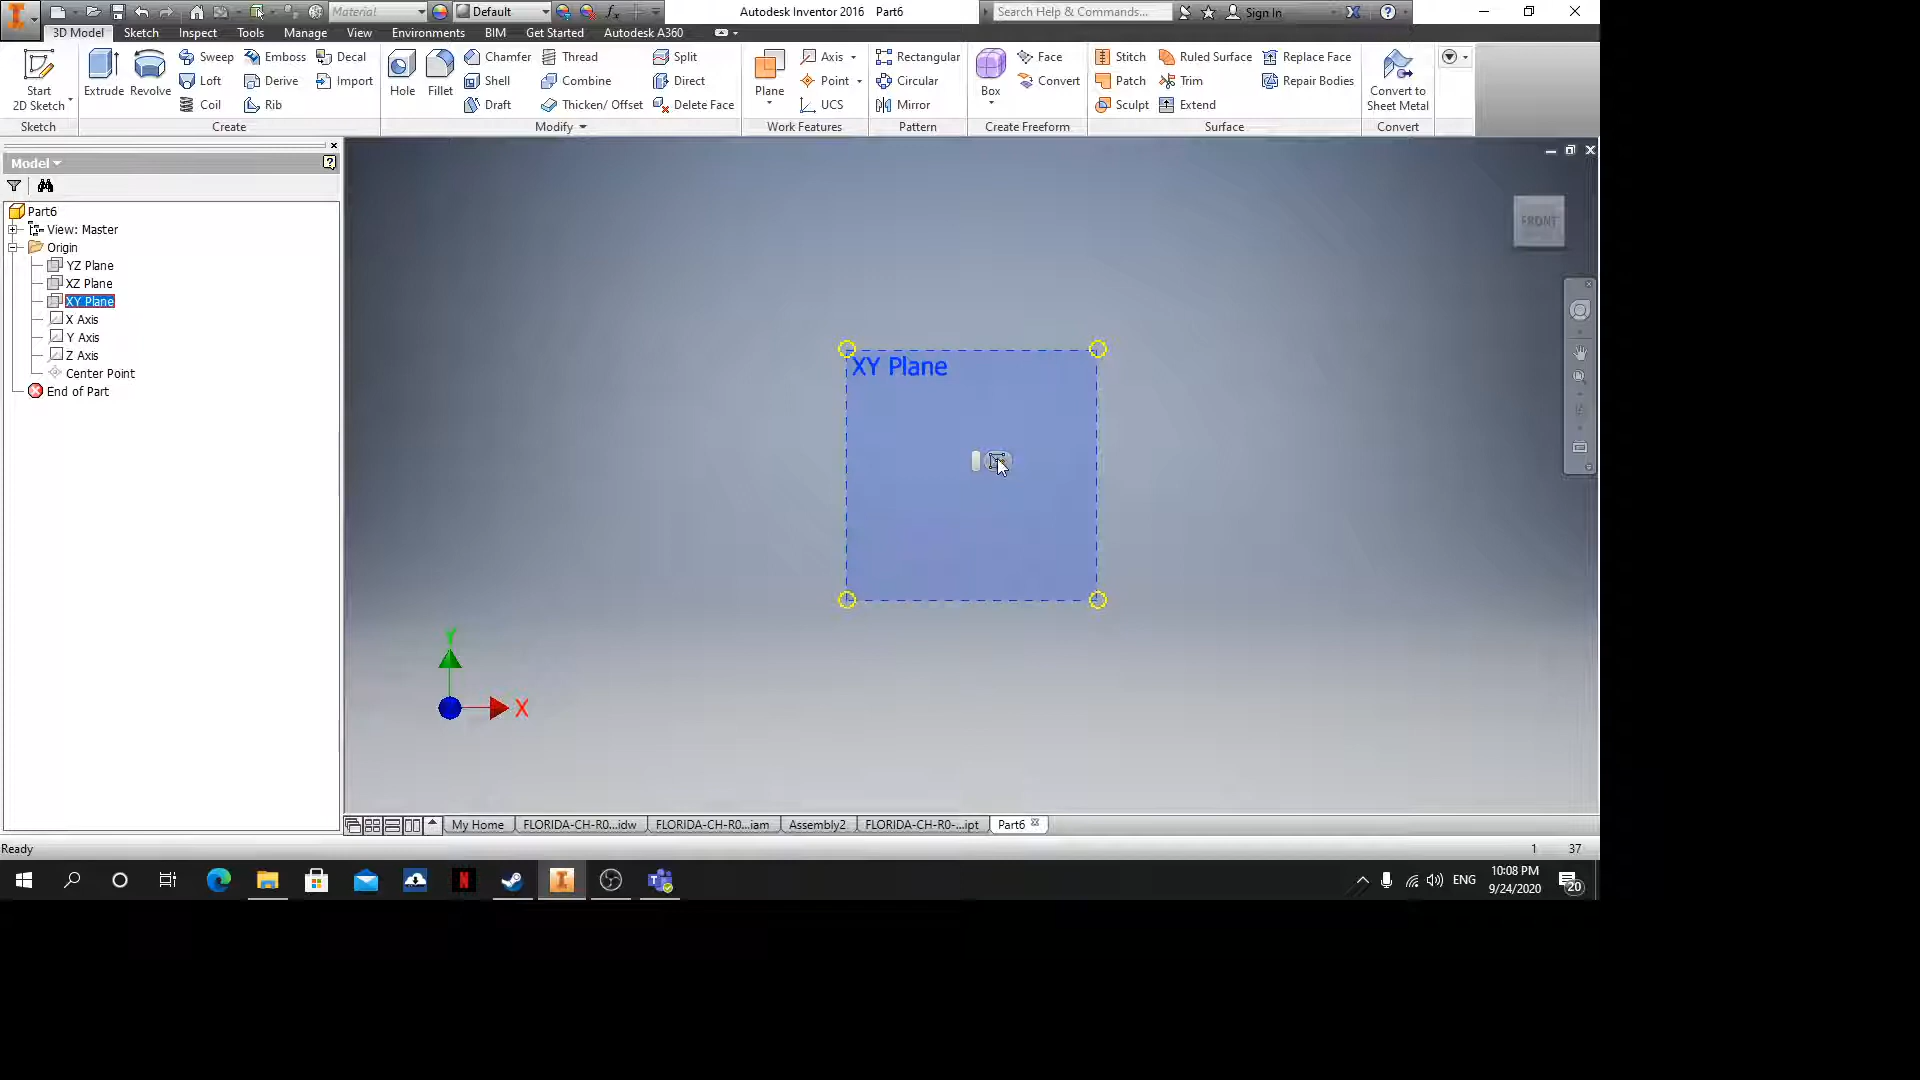 Material
Default
Autodesk Inventor 2016 Part6
Search Help & Commands...
Sign In
3D Model Sketch Inspect Tools Manage View Environments BIM Get Started Autodesk A360
Start
2D Sketch
Sketch
Extrude Revolve
Sweep Emboss Decal
Loft Derive Import
Coil Rib
Create
Hole Fillet
Chamfer Thread Split
Shell Combine Direct
Draft Thicken/ Offset Delete Face
Modify
Plane
Axis
Point
UCS
Work Features
Rectangular
Circular
Mirror
Pattern
Box
Face
Convert
Create Freeform
Stitch Ruled Surface Replace Face
Patch Trim Repair Bodies
Sculpt Extend
Surface
Convert to
Sheet Metal
Convert
Model
Part6
View: Master
Origin
YZ Plane
XZ Plane
XY Plane
X Axis
Y Axis
Z Axis
Center Point
End of Part
FRONT
XY Plane
Y
X
My Home FLORIDA-CH-R0...idw FLORIDA-CH-R0...iam Assembly2 FLORIDA-CH-R0-...ipt Part6
Ready
1 37
ENG
10:08 PM
9/24/2020
20